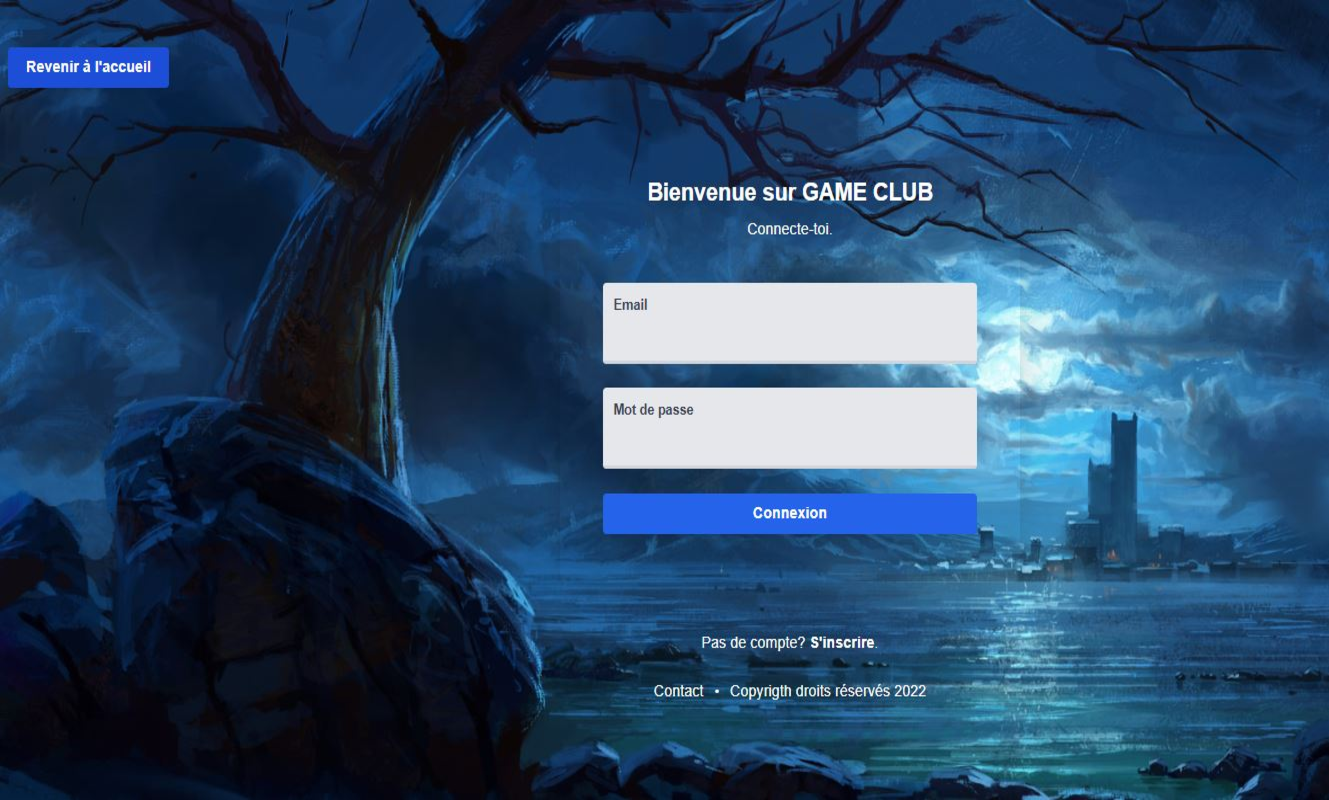 Revenir à l'accueil
Bienvenue sur GAME CLUB
Connecte-toi.
Email
Mot de passe
Connexion
Pas de compte? S'inscrire.
Contact • Copyrigth droits réservés 2022